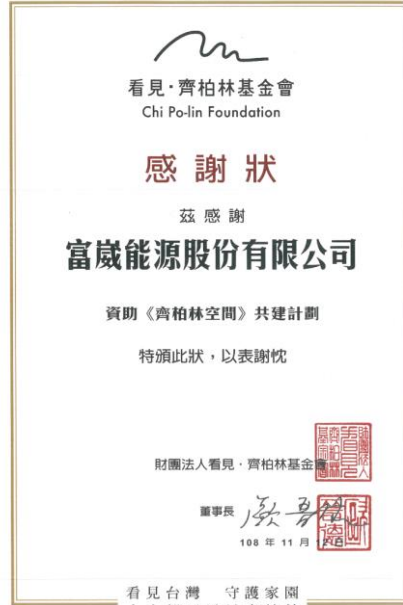 看見·齊柏林基金會
Chi Po-lin Foundation
感謝狀
茲感謝
富崴能源股份有限公司
資助《齊柏林空間》共建計劃
特頒此狀，以表謝忱
財團法人看見·齊柏林基金會
董事長
108 年 11 月 12 日
看見台灣 守護家園